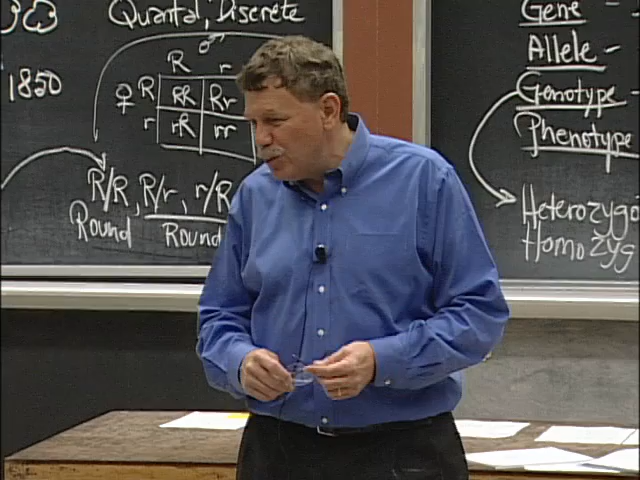 Quantal, Discrete
1850
♂
R r
♀ R RR Rr
r rR rr
R/R, R/r, r/R
Round Round
Gene -
Allele -
Genotype -
Phenotype
Heterozygo
Homozyg